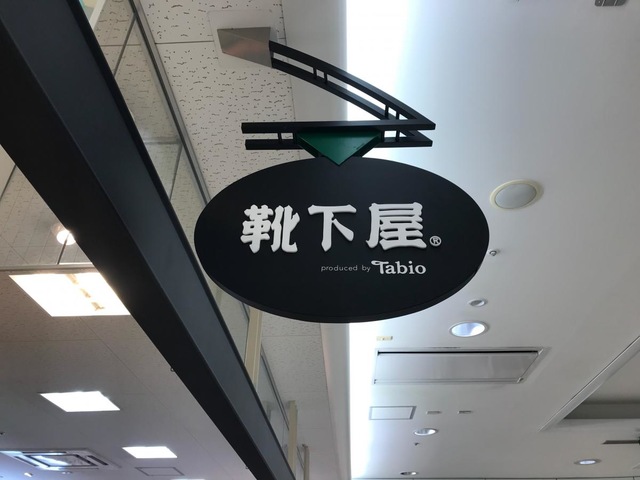 靴下屋®
produced by Tabio